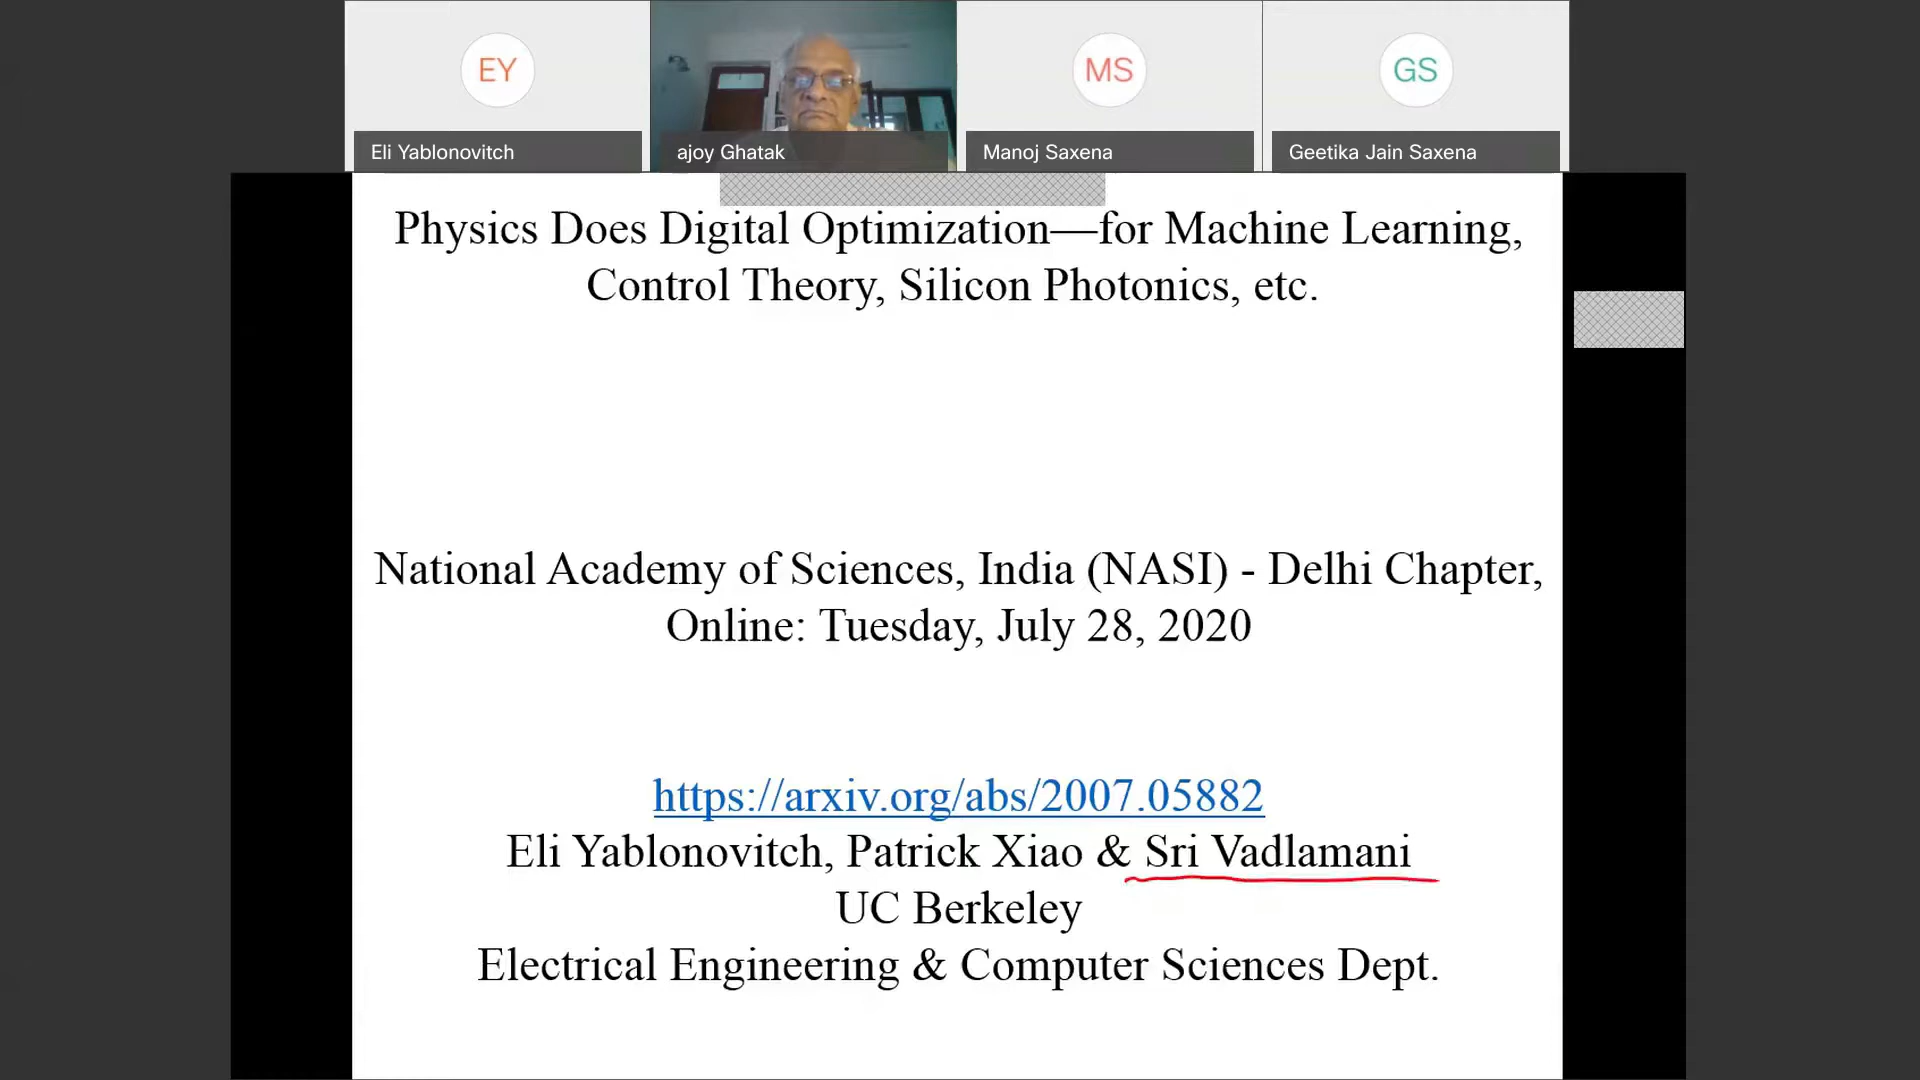 EY
MS
GS
Eli Yablonovitch
ajoy Ghatak
Manoj Saxena
Geetika Jain Saxena
Physics Does Digital Optimization—for Machine Learning,
Control Theory, Silicon Photonics, etc.
National Academy of Sciences, India (NASI) - Delhi Chapter,
Online: Tuesday, July 28, 2020
https://arxiv.org/abs/2007.05882
Eli Yablonovitch, Patrick Xiao & Sri Vadlamani
UC Berkeley
Electrical Engineering & Computer Sciences Dept.